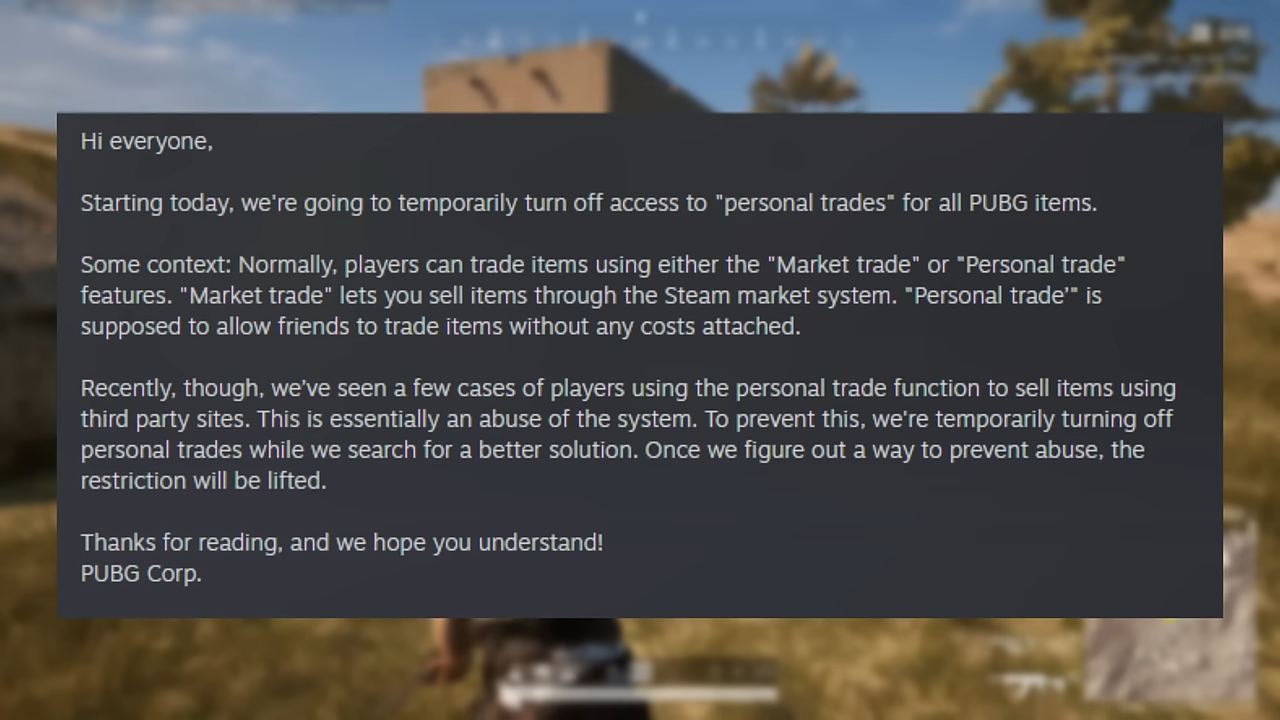 Hi everyone,
Starting today, we're going to temporarily turn off access to "personal trades" for all PUBG items.
Some context: Normally, players can trade items using either the "Market trade" or "Personal trade"
features. "Market trade" lets you sell items through the Steam market system. "Personal trade'" is
supposed to allow friends to trade items without any costs attached.
Recently, though, we've seen a few cases of players using the personal trade function to sell items using
third party sites. This is essentially an abuse of the system. To prevent this, we're temporarily turning off
personal trades while we search for a better solution. Once we figure out a way to prevent abuse, the
restriction will be lifted.
Thanks for reading, and we hope you understand!
PUBG Corp.